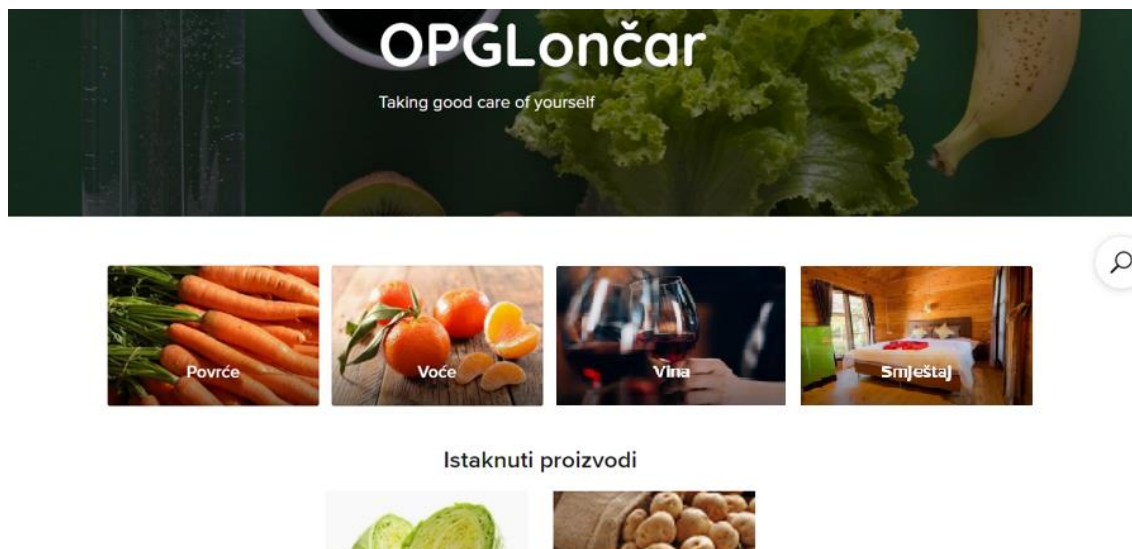 OPGLončar
Taking good care of yourself
Povrće
Voće
Vina
Smještaj
Istaknuti proizvodi